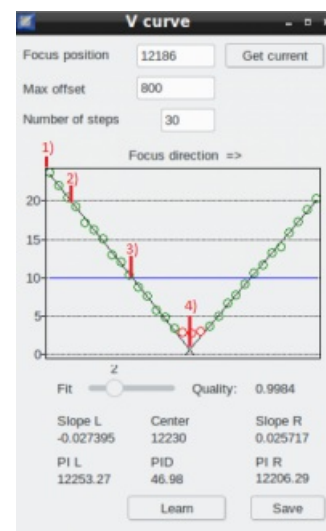 V curve
Focus position 12186 Get current
Max offset 800
Number of steps 30
1) Focus direction =>
2)
20
15
3)
10
4)
5
0
2
Fit Quality: 0.9984
Slope L Center Slope R
-0.027395 12230 0.025717
PI L PID PI R
12253.27 46.98 12206.29
Learn Save